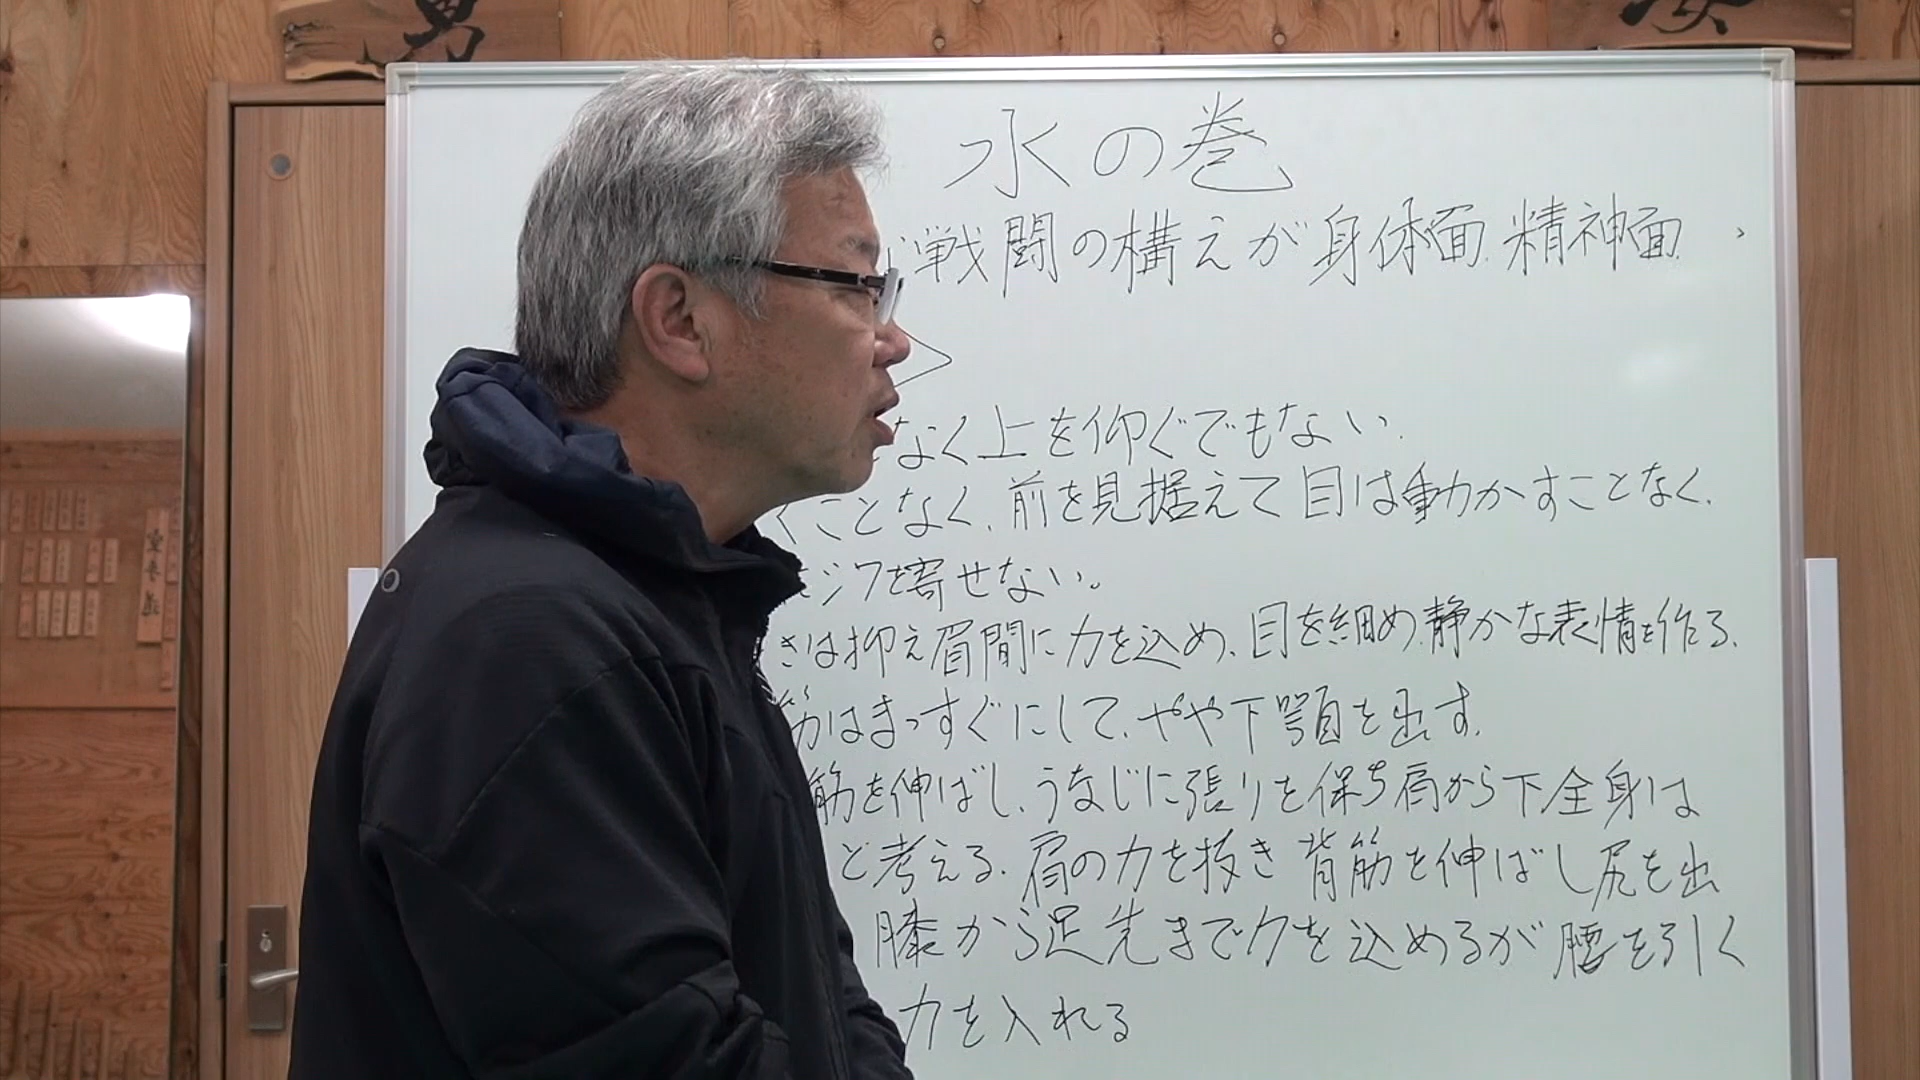 男
女
水の巻
戦闘の構えが身体面、精神面、
なく上を仰ぐでもない。
くことなく、前を見据えて目は動かすことなく、
シワを寄せない。
きは抑え眉間に力を込め、目を細め静かな表情を作る、
筋はまっすぐにして、やや下顎を出す。
筋を伸ばし、うなじに張りを保ち肩から下全身は
と考える。肩の力を抜き背筋を伸ばし尻を出
膝から足先まで力を込めるが腰を引く
力を入れる